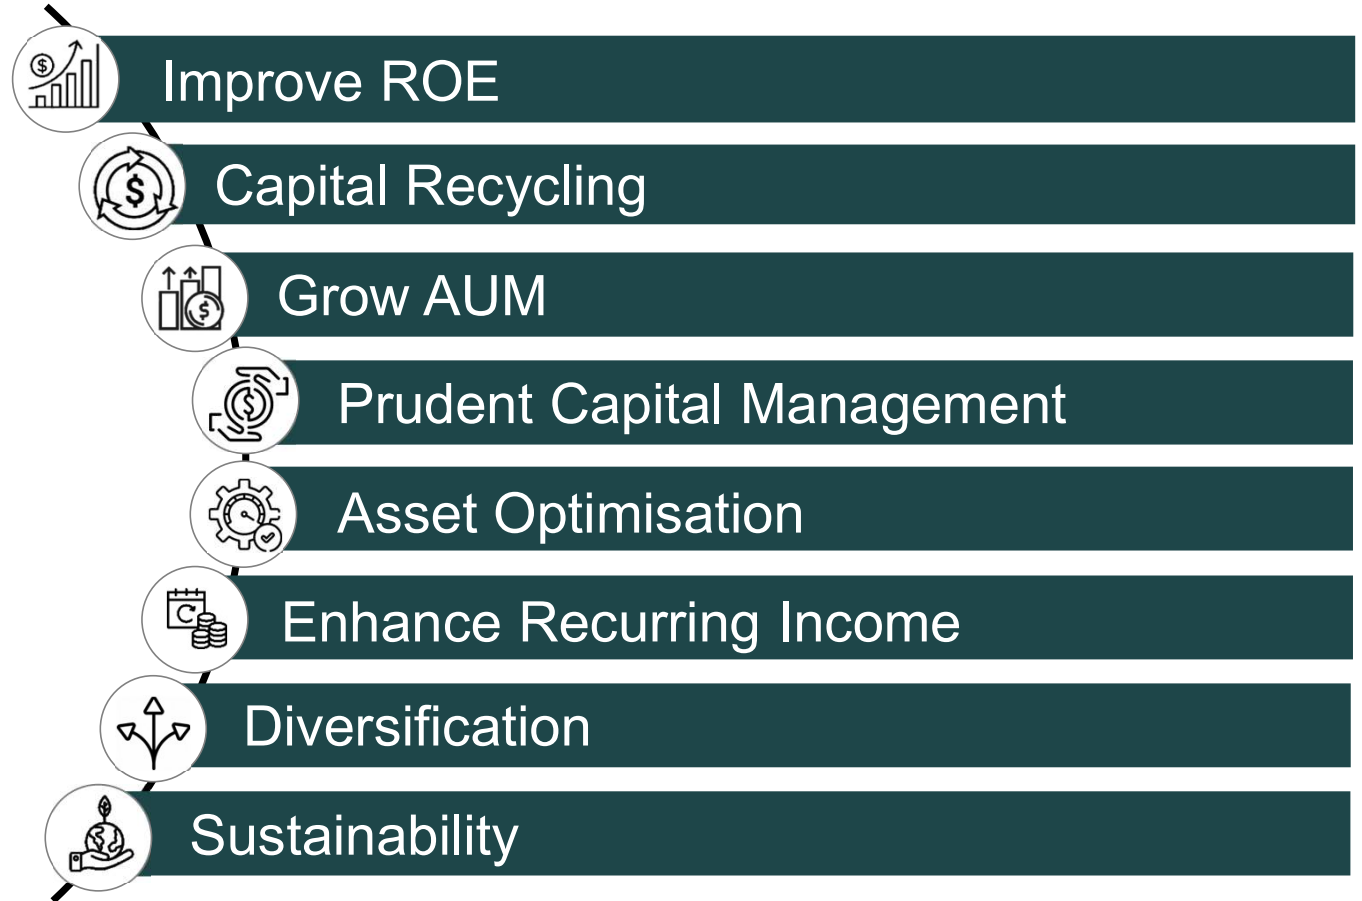 Improve ROE
Capital Recycling
Grow AUM
Prudent Capital Management
Asset Optimisation
Enhance Recurring Income
Diversification
Sustainability